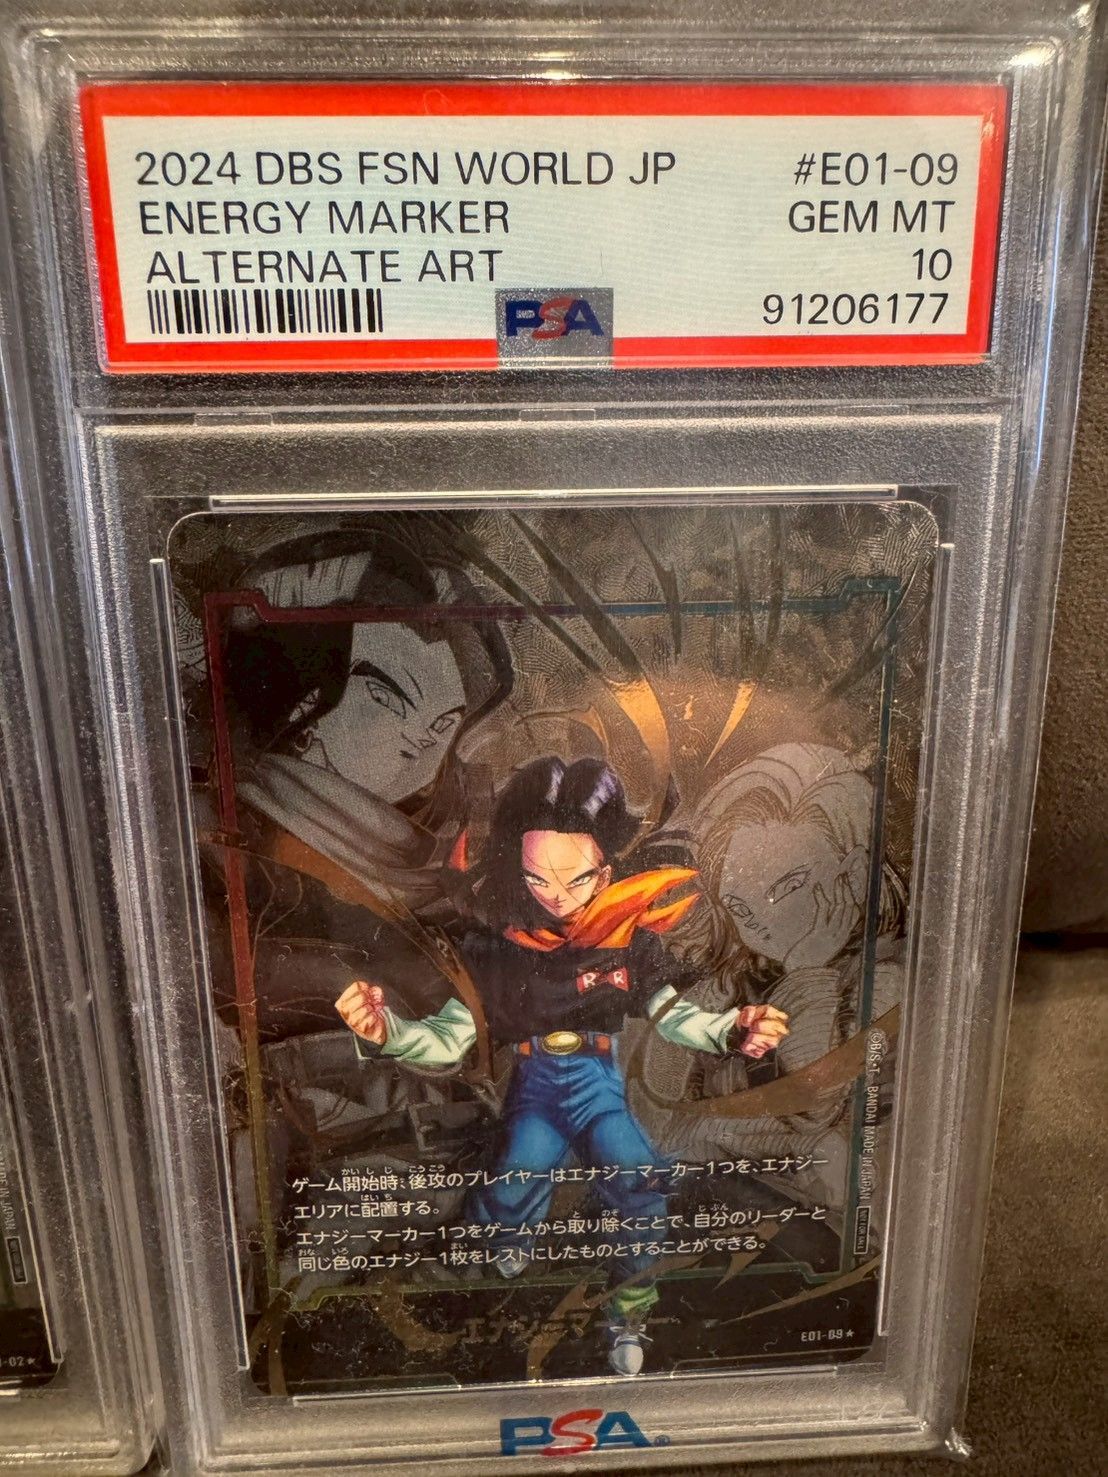 2024 DBS FSN WORLD JP #E01-09
ENERGY MARKER GEM MT
ALTERNATE ART 10
91206177
PSA
RR
ゲーム開始時、後攻のプレイヤーはエナジーマーカー1つを、エナジー
エリアに配置する。
エナジーマーカー1つをゲームから取り除くことで、自分のリーダーと
同じ色のエナジー1枚をレストにしたものとすることができる。
©B/S・T, BANDAI MADE IN JAPAN NOT FOR SALE
エナジーマーカー
E01-09★
PSA®
-02★